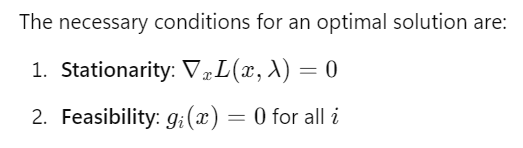 The necessary conditions for an optimal solution are:
1. Stationarity: ∇ₓL(x, λ) = 0
2. Feasibility: gᵢ(x) = 0 for all i